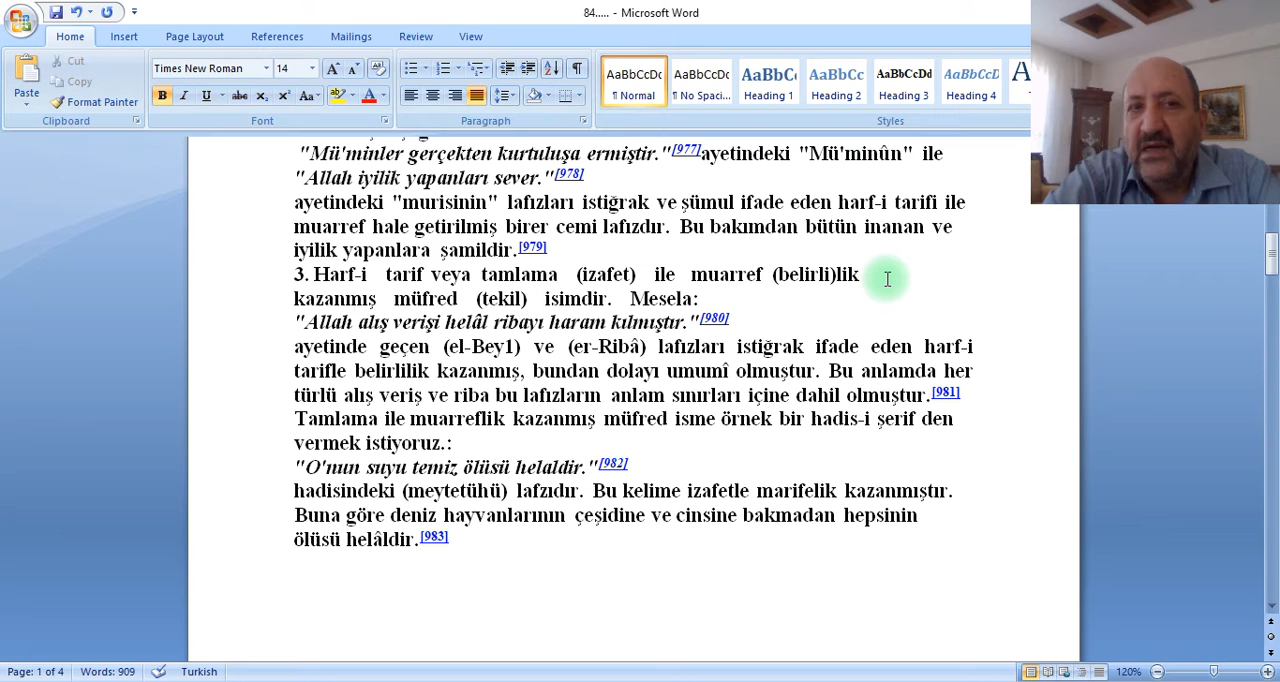 84..... - Microsoft Word
Home Insert Page Layout References Mailings Review View
Cut
Copy
Paste
Format Painter
Times New Roman 14
AaBbCcDc AaBbCcDc AaBbC AaBbCc AaBbCcDd AaBbCcD A
¶ Normal ¶ No Spaci... Heading 1 Heading 2 Heading 3 Heading 4
Clipboard Font Paragraph Styles
"Mü'minler gerçekten kurtuluşa ermiştir."[977]ayetindeki "Mü'minûn" ile
"Allah iyilik yapanları sever."[978]
ayetindeki "murisinin" lafızları istiğrak ve şümul ifade eden harf-i tarifi ile
muarref hale getirilmiş birer cemi lafızdır. Bu bakımdan bütün inanan ve
iyilik yapanlara şamildir.[979]
3. Harf-i tarif veya tamlama (izafet) ile muarref (belirli)lik
kazanmış müfred (tekil) isimdir. Mesela:
"Allah alış verişi helâl ribayı haram kılmıştır."[980]
ayetinde geçen (el-Bey1) ve (er-Ribâ) lafızları istiğrak ifade eden harf-i
tarifle belirlilik kazanmış, bundan dolayı umumî olmuştur. Bu anlamda her
türlü alış veriş ve riba bu lafızların anlam sınırları içine dahil olmuştur.[981]
Tamlama ile muarreflik kazanmış müfred isme örnek bir hadis-i şerif den
vermek istiyoruz.:
"O'nun suyu temiz ölüsü helaldir."[982]
hadisindeki (meytetühü) lafzıdır. Bu kelime izafetle marifelik kazanmıştır.
Buna göre deniz hayvanlarının çeşidine ve cinsine bakmadan hepsinin
ölüsü helâldir.[983]
Page: 1 of 4 Words: 909 Turkish 120%